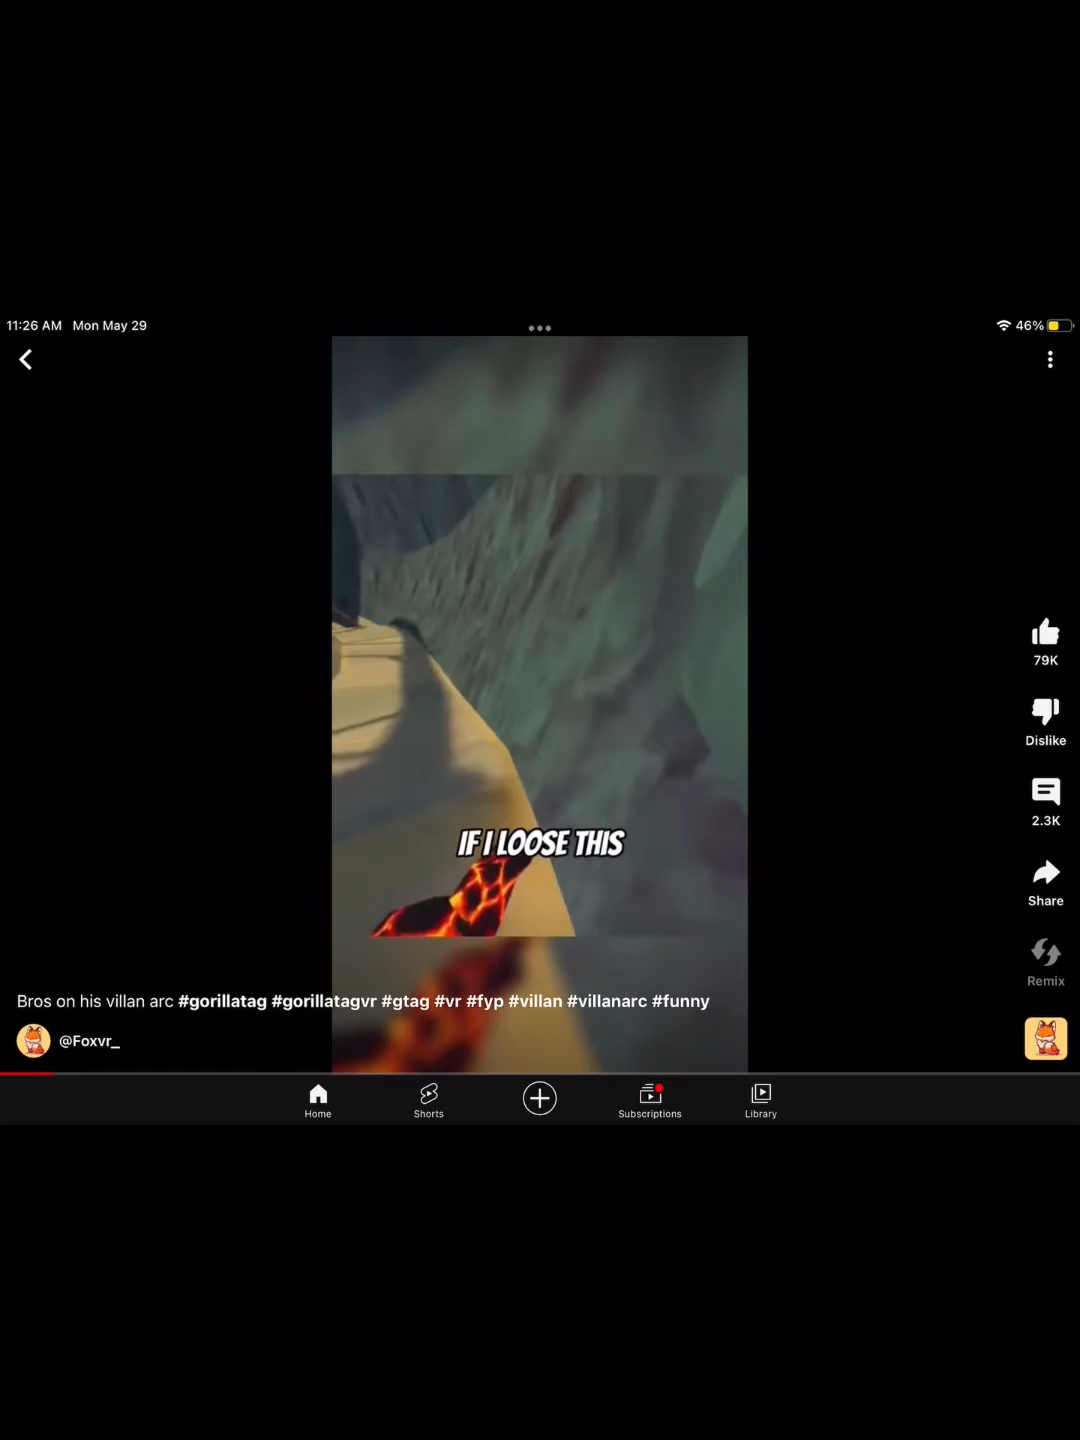 11:26 AM Mon May 29
46%
IF I LOOSE THIS
79K
Dislike
2.3K
Share
Remix
Bros on his villan arc #gorillatag #gorillatagvr #gtag #vr #fyp #villan #villanarc #funny
@Foxvr_
Home
Shorts
Subscriptions
Library